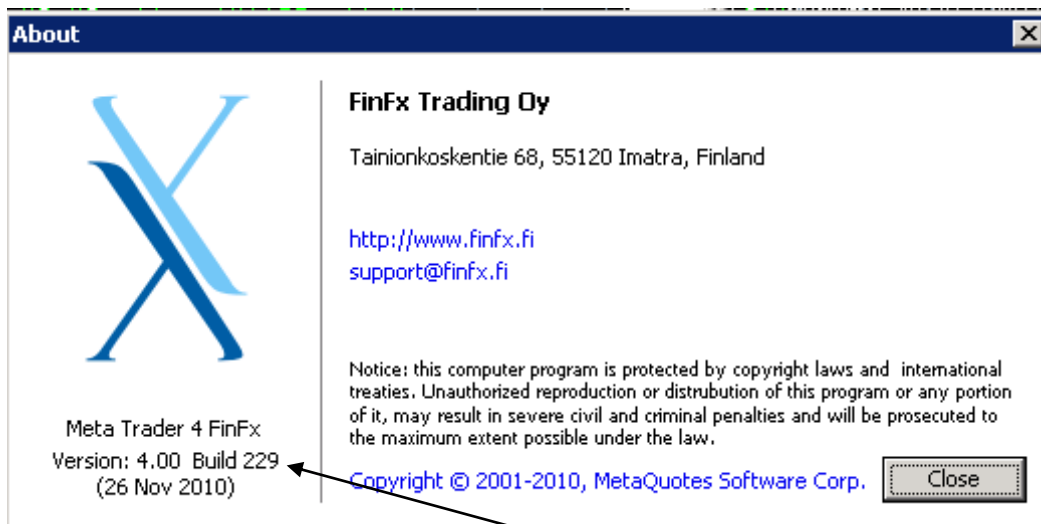 About
FinFx Trading Oy
Tainionkoskentie 68, 55120 Imatra, Finland
http://www.finfx.fi
support@finfx.fi
Notice: this computer program is protected by copyright laws and international
treaties. Unauthorized reproduction or distrubution of this program or any portion
of it, may result in severe civil and criminal penalties and will be prosecuted to
the maximum extent possible under the law.
Meta Trader 4 FinFx
Version: 4.00 Build 229
(26 Nov 2010)
Copyright © 2001-2010, MetaQuotes Software Corp.
Close